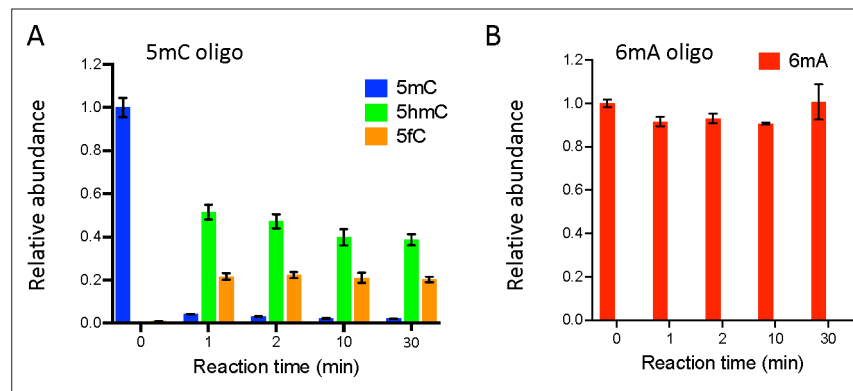 A
5mC oligo
5mC
5hmC
5fC
Relative abundance
1.2
1.0
0.8
0.6
0.4
0.2
0.0
0 1 2 10 30
Reaction time (min)
B
6mA oligo
6mA
Relative abundance
1.2
1.0
0.8
0.6
0.4
0.2
0.0
0 1 2 10 30
Reaction time (min)